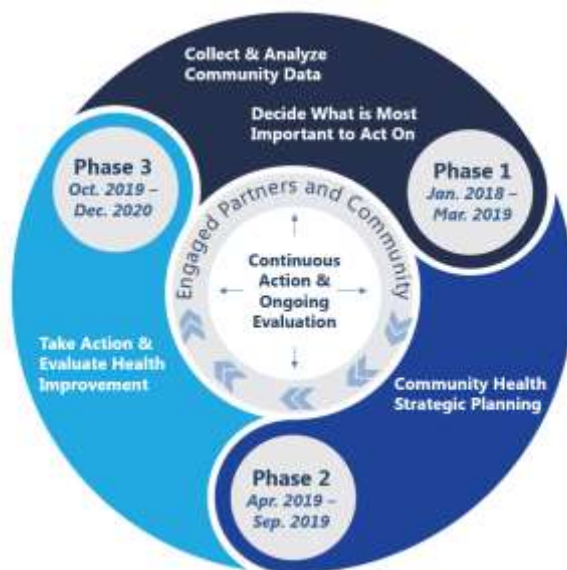 Collect & Analyze
Community Data
Decide What is Most
Important to Act On
Phase 1
Jan. 2018 –
Mar. 2019
Community Health
Strategic Planning
Phase 2
Apr. 2019 –
Sep. 2019
Take Action &
Evaluate Health
Improvement
Phase 3
Oct. 2019 –
Dec. 2020
Engaged Partners and Community
Continuous
Action &
Ongoing
Evaluation